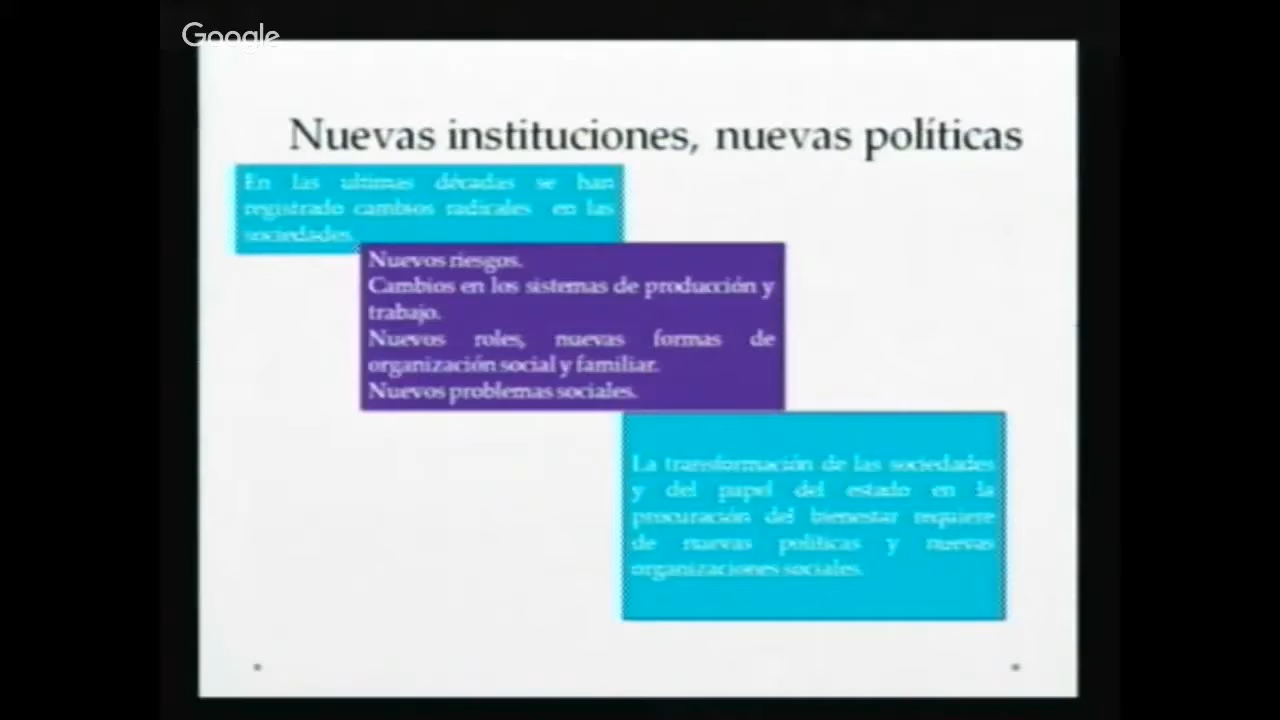 Google
Nuevas instituciones, nuevas políticas
En las ultimas décadas se han
registrado cambios radicales en las
sociedades.
Nuevos riesgos.
Cambios en los sistemas de producción y
trabajo.
Nuevos roles, nuevas formas de
organización social y familiar.
Nuevos problemas sociales.
La transformación de las sociedades
y del papel del estado en la
procuración del bienestar requiere
de nuevas políticas y nuevas
organizaciones sociales.